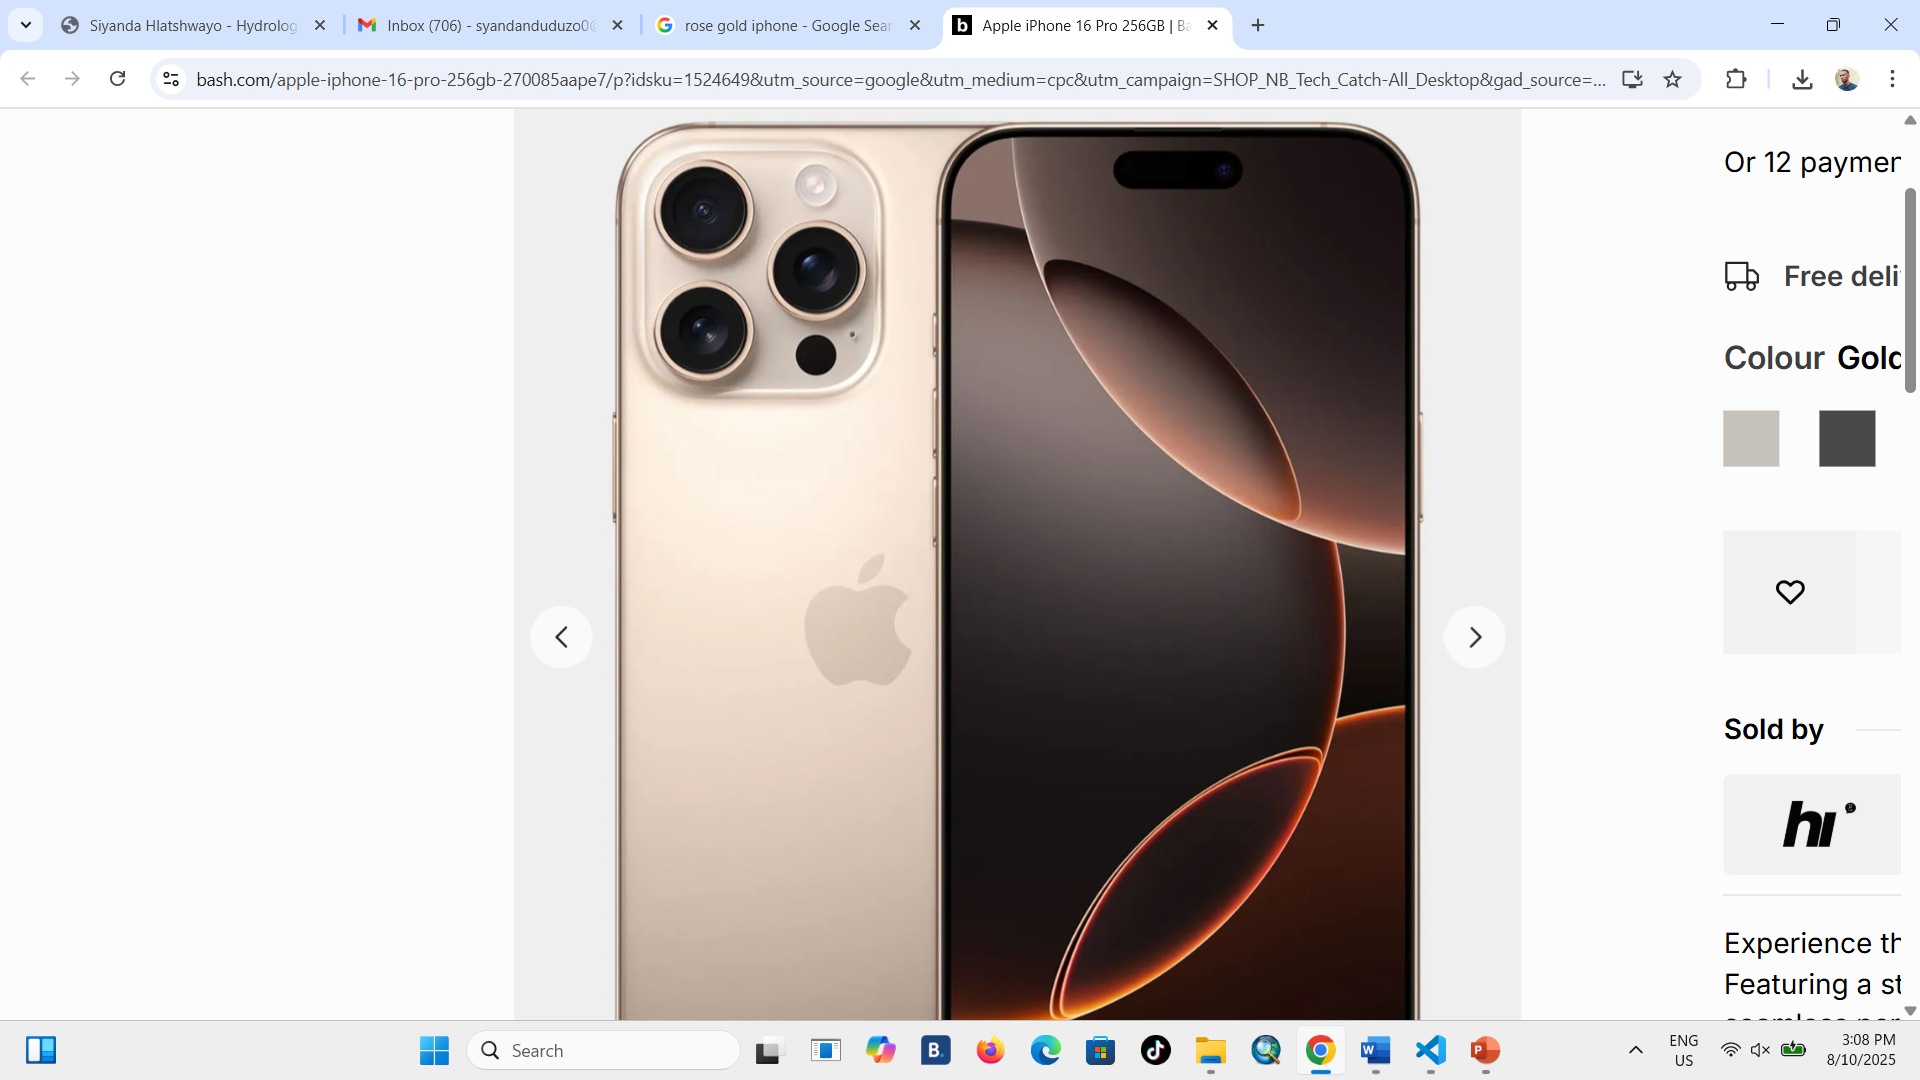 Siyanda Hlatshwayo - Hydrolog
Inbox (706) - syandanduduzo0
rose gold iphone - Google Sear
Apple iPhone 16 Pro 256GB | Ba
bash.com/apple-iphone-16-pro-256gb-270085aape7/p?idsku=1524649&utm_source=google&utm_medium=cpc&utm_campaign=SHOP_NB_Tech_Catch-All_Desktop&gad_source=...
Or 12 paymen
Free deli
Colour Gold
Sold by
hi
Experience th
Featuring a st
Search
B.
W
P
ENG
US
3:08 PM
8/10/2025